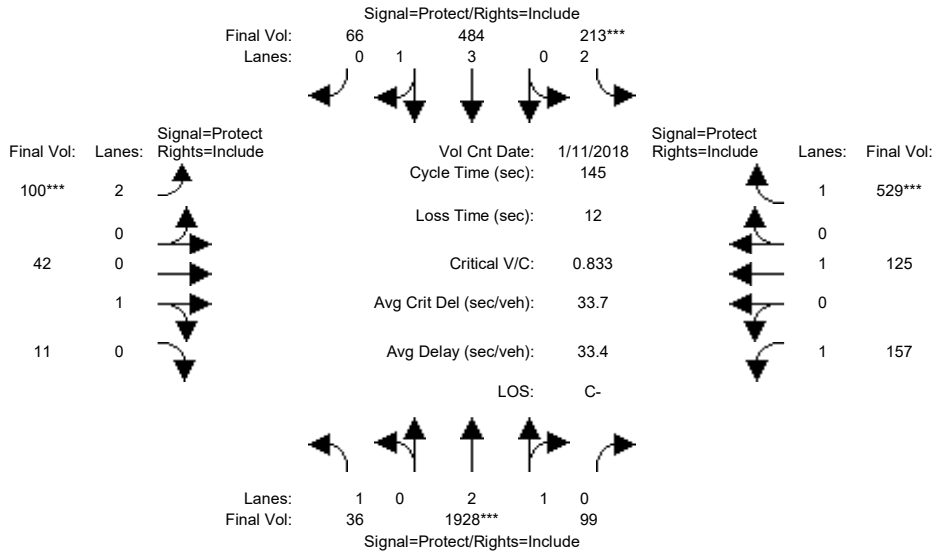 Signal=Protect/Rights=Include
Final Vol: 66 484 213***
Lanes: 0 1 3 0 2
Signal=Protect
Final Vol: Lanes: Rights=Include
Vol Cnt Date: 1/11/2018
Signal=Protect
Rights=Include Lanes: Final Vol:
Cycle Time (sec): 145
100*** 2
1 529***
Loss Time (sec): 12
0
0
42 0
Critical V/C: 0.833
1 125
1
Avg Crit Del (sec/veh): 33.7
0
11 0
Avg Delay (sec/veh): 33.4
1 157
LOS: C-
Lanes: 1 0 2 1 0
Final Vol: 36 1928*** 99
Signal=Protect/Rights=Include